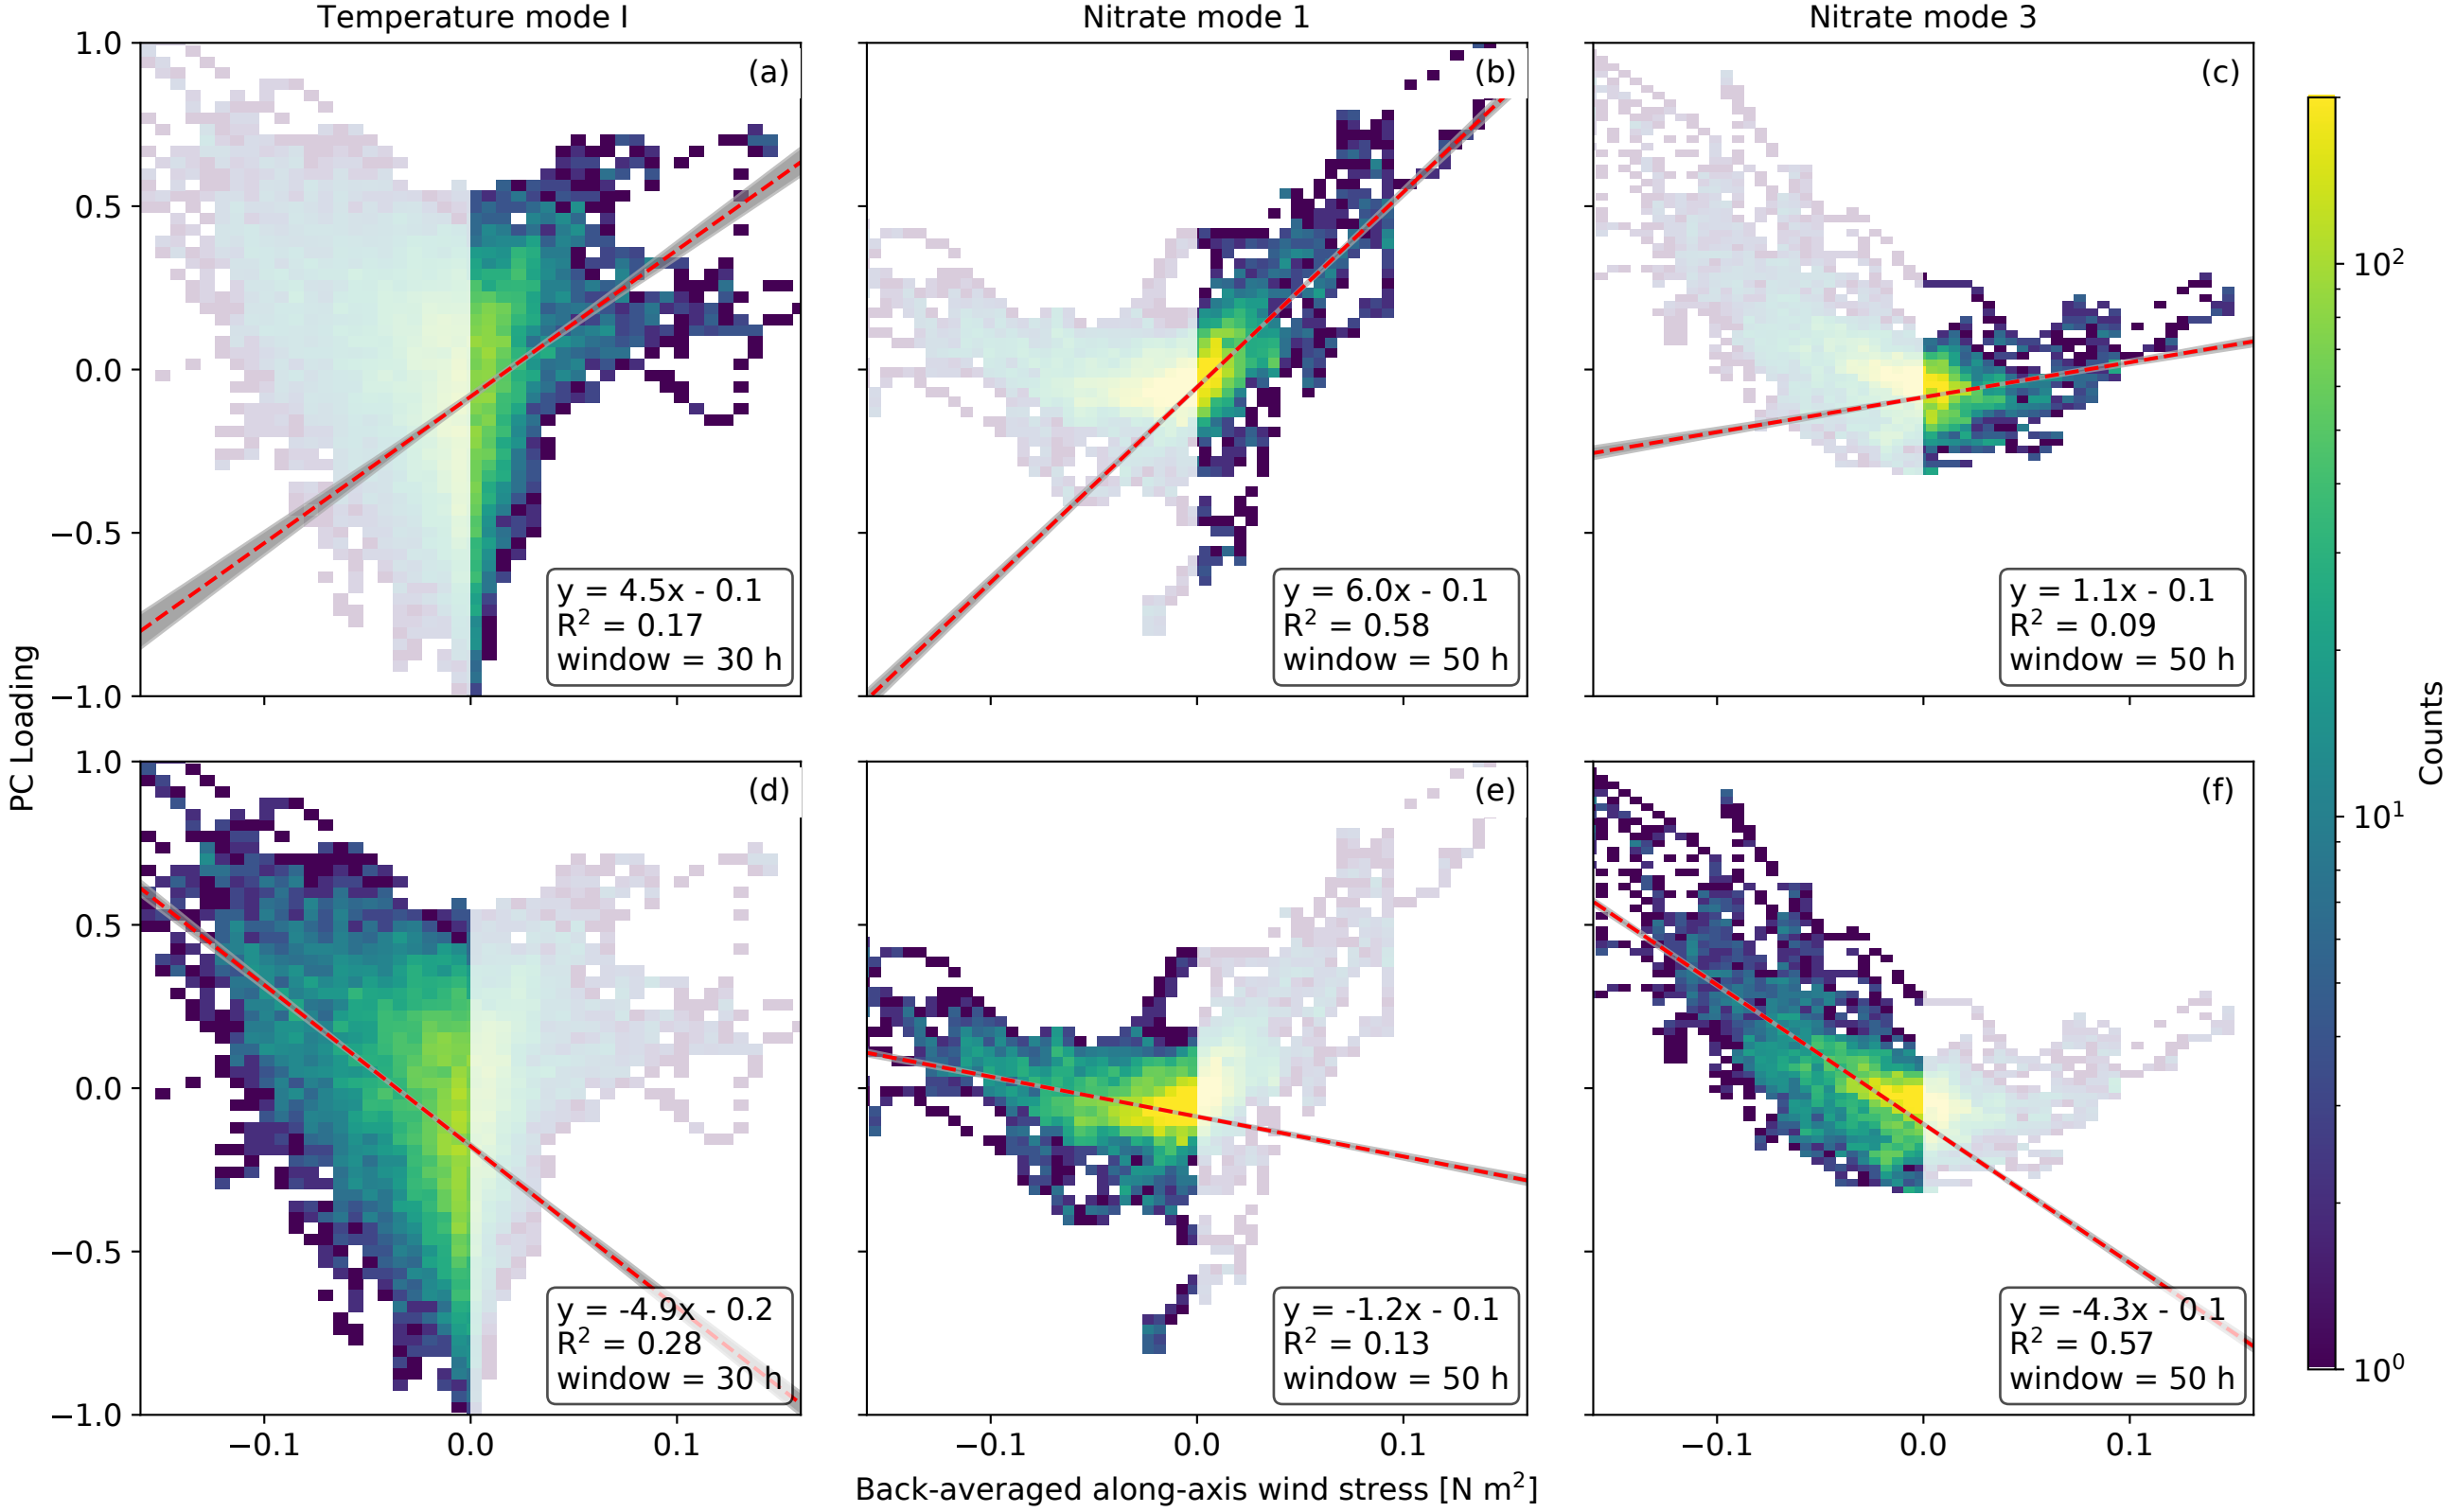 Temperature mode I
Nitrate mode 1
Nitrate mode 3
(a)
(b)
(c)
1.0
0.5
0.0
−0.5
−1.0
y = 4.5x - 0.1
R² = 0.17
window = 30 h
y = 6.0x - 0.1
R² = 0.58
window = 50 h
y = 1.1x - 0.1
R² = 0.09
window = 50 h
PC Loading
(d)
(e)
(f)
1.0
0.5
0.0
−0.5
−1.0
y = -4.9x - 0.2
R² = 0.28
window = 30 h
y = -1.2x - 0.1
R² = 0.13
window = 50 h
y = -4.3x - 0.1
R² = 0.57
window = 50 h
−0.1 0.0 0.1
−0.1 0.0 0.1
−0.1 0.0 0.1
Back-averaged along-axis wind stress [N m²]
10²
10¹
10⁰
Counts